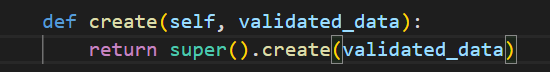 def create(self, validated_data):
    return super().create(validated_data)